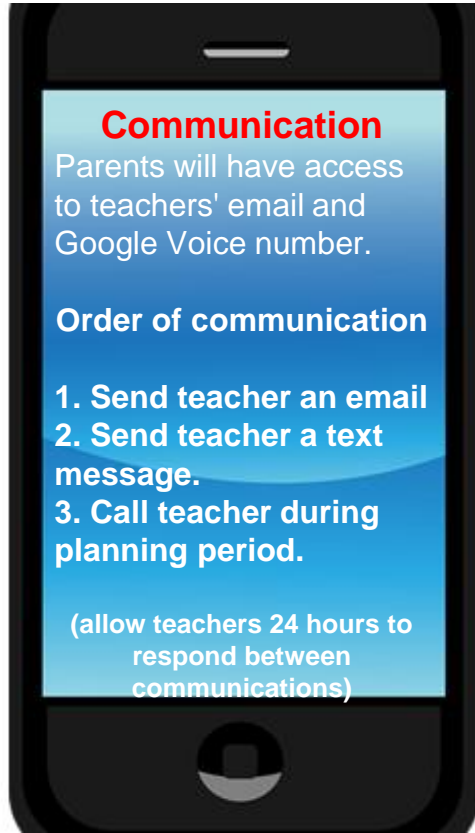 Communication
Parents will have access
to teachers' email and
Google Voice number.
Order of communication
1. Send teacher an email
2. Send teacher a text
message.
3. Call teacher during
planning period.
(allow teachers 24 hours to
respond between
communications)